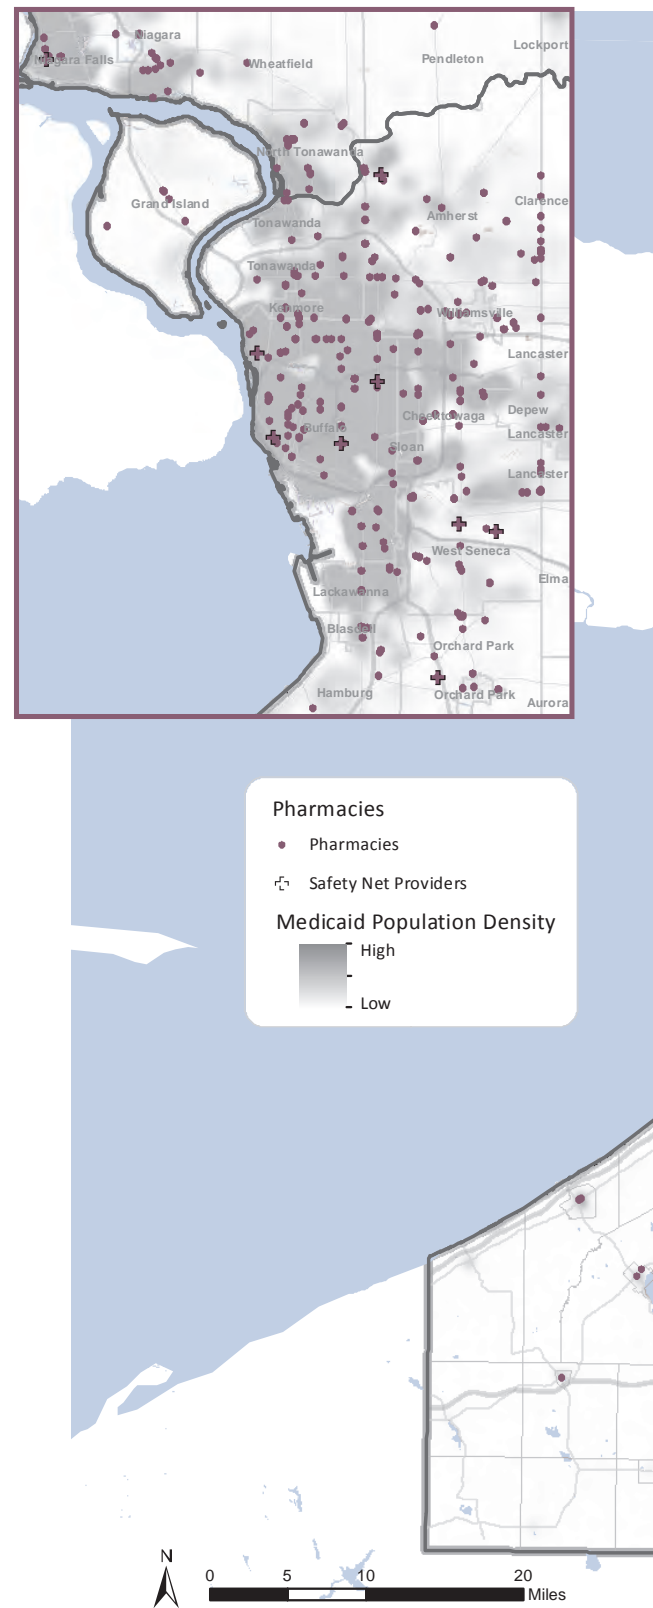 Lockport
Niagara
Pendleton
Niagara Falls
Wheatfield
North Tonawanda
Clarence
Grand Island
Amherst
Tonawanda
Tonawanda
Kenmore
Williamsville
Lancaster
Depew
Cheektowaga
Buffalo
Lancaster
Sloan
Lancaster
West Seneca
Elma
Lackawanna
Blasdell
Orchard Park
Hamburg
Orchard Park
Aurora
Pharmacies
Pharmacies
Safety Net Providers
Medicaid Population Density
High
Low
N
0 5 10 20
Miles